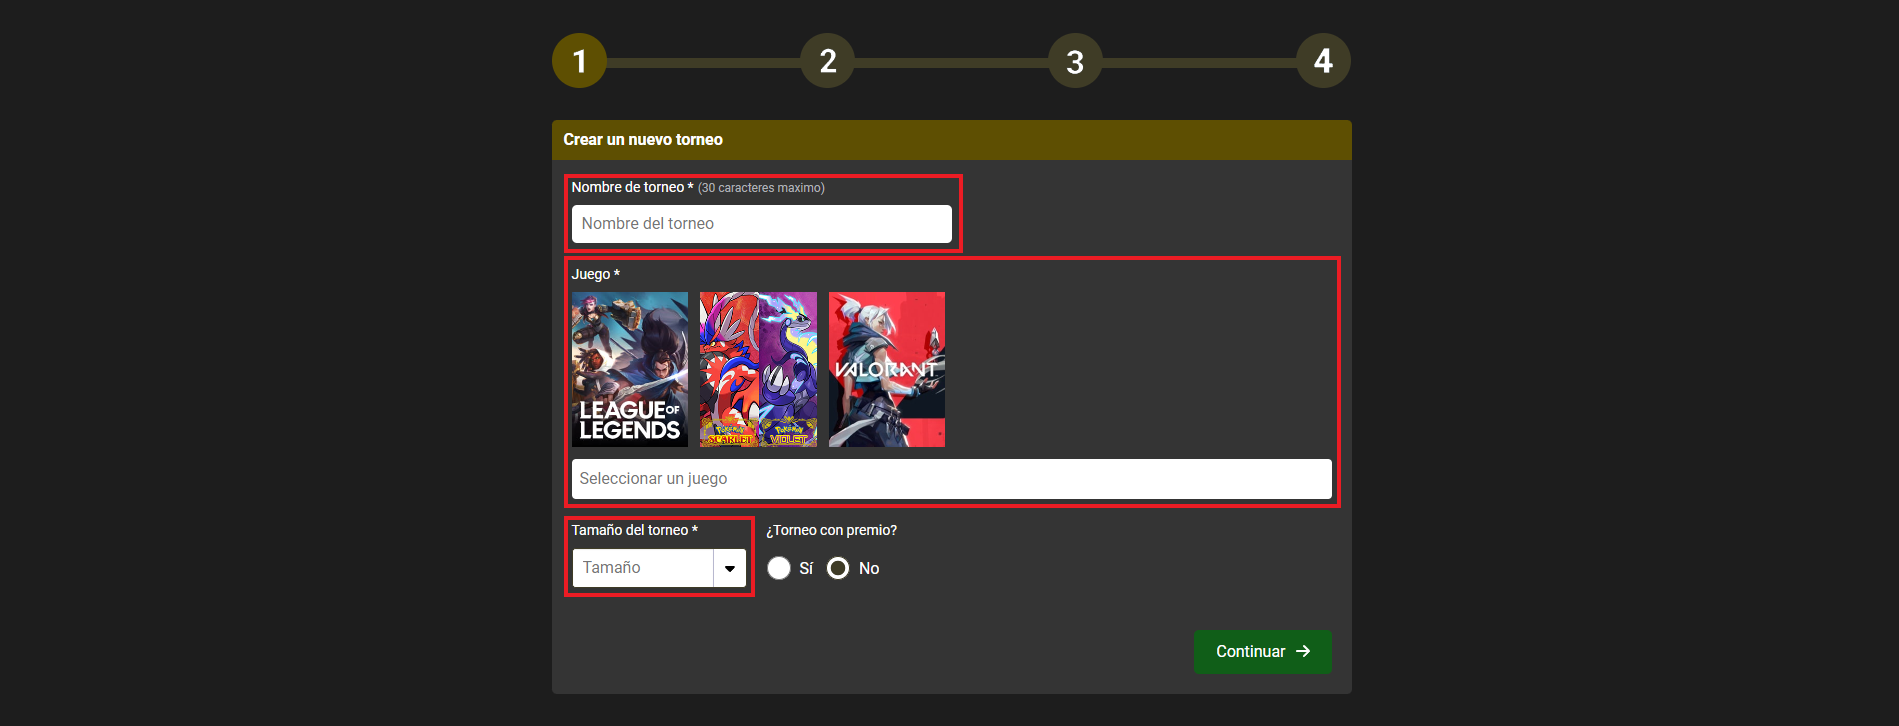 1
2
3
4
Crear un nuevo torneo
Nombre de torneo * (30 caracteres maximo)
Nombre del torneo
Juego *
LEAGUE OF
LEGENDS
Pokémon
SCARLET
Pokémon
VIOLET
VALORANT
Seleccionar un juego
Tamaño del torneo *
¿Torneo con premio?
Tamaño
Sí
No
Continuar